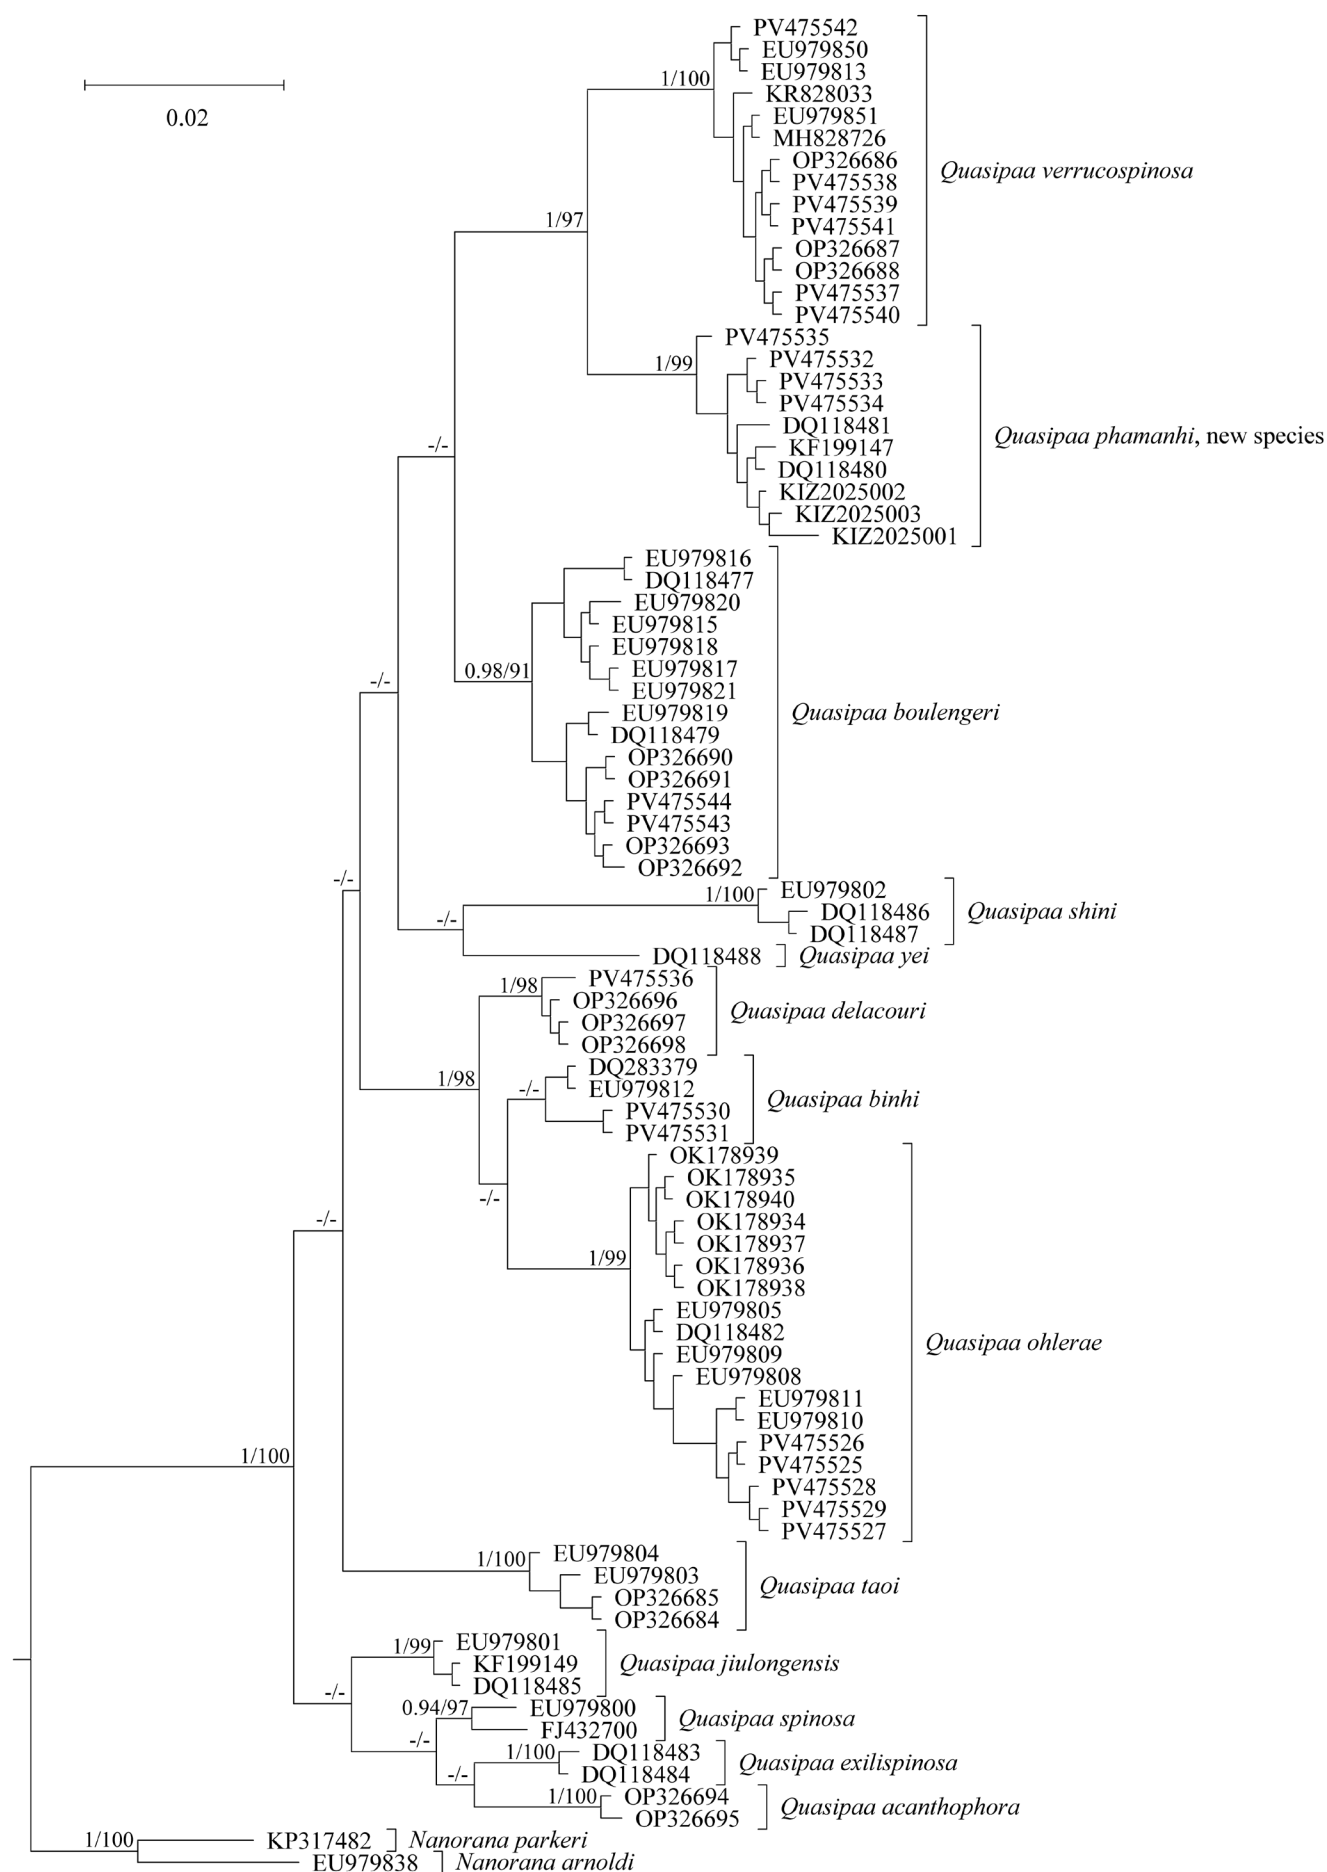 0.02
1/100
PV475542
EU979850
EU979813
KR828033
EU979851
MH828726
OP326686
PV475538
PV475539
PV475541
OP326687
OP326688
PV475537
PV475540
Quasipaa verrucospinosa
1/97
1/99
PV475535
PV475532
PV475533
PV475534
DQ118481
KF199147
DQ118480
KIZ2025002
KIZ2025003
KIZ2025001
Quasipaa phamanhi, new species
-/-
0.98/91
EU979816
DQ118477
EU979820
EU979815
EU979818
EU979817
EU979821
EU979819
DQ118479
OP326690
OP326691
PV475544
PV475543
OP326693
OP326692
Quasipaa boulengeri
-/-
-/-
1/100
EU979802
DQ118486
DQ118487
Quasipaa shini
-/-
DQ118488
Quasipaa yei
1/98
PV475536
OP326696
OP326697
OP326698
Quasipaa delacouri
1/98
-/-
DQ283379
EU979812
PV475530
PV475531
Quasipaa binhi
-/-
1/99
OK178939
OK178935
OK178940
OK178934
OK178937
OK178936
OK178938
EU979805
DQ118482
EU979809
EU979808
EU979811
EU979810
PV475526
PV475525
PV475528
PV475529
PV475527
Quasipaa ohlerae
-/-
1/100
1/100
EU979804
EU979803
OP326685
OP326684
Quasipaa taoi
1/99
EU979801
KF199149
DQ118485
Quasipaa jiulongensis
-/-
0.94/97
EU979800
FJ432700
Quasipaa spinosa
-/-
1/100
DQ118483
DQ118484
Quasipaa exilispinosa
-/-
1/100
OP326694
OP326695
Quasipaa acanthophora
1/100
KP317482
Nanorana parkeri
EU979838
Nanorana arnoldi